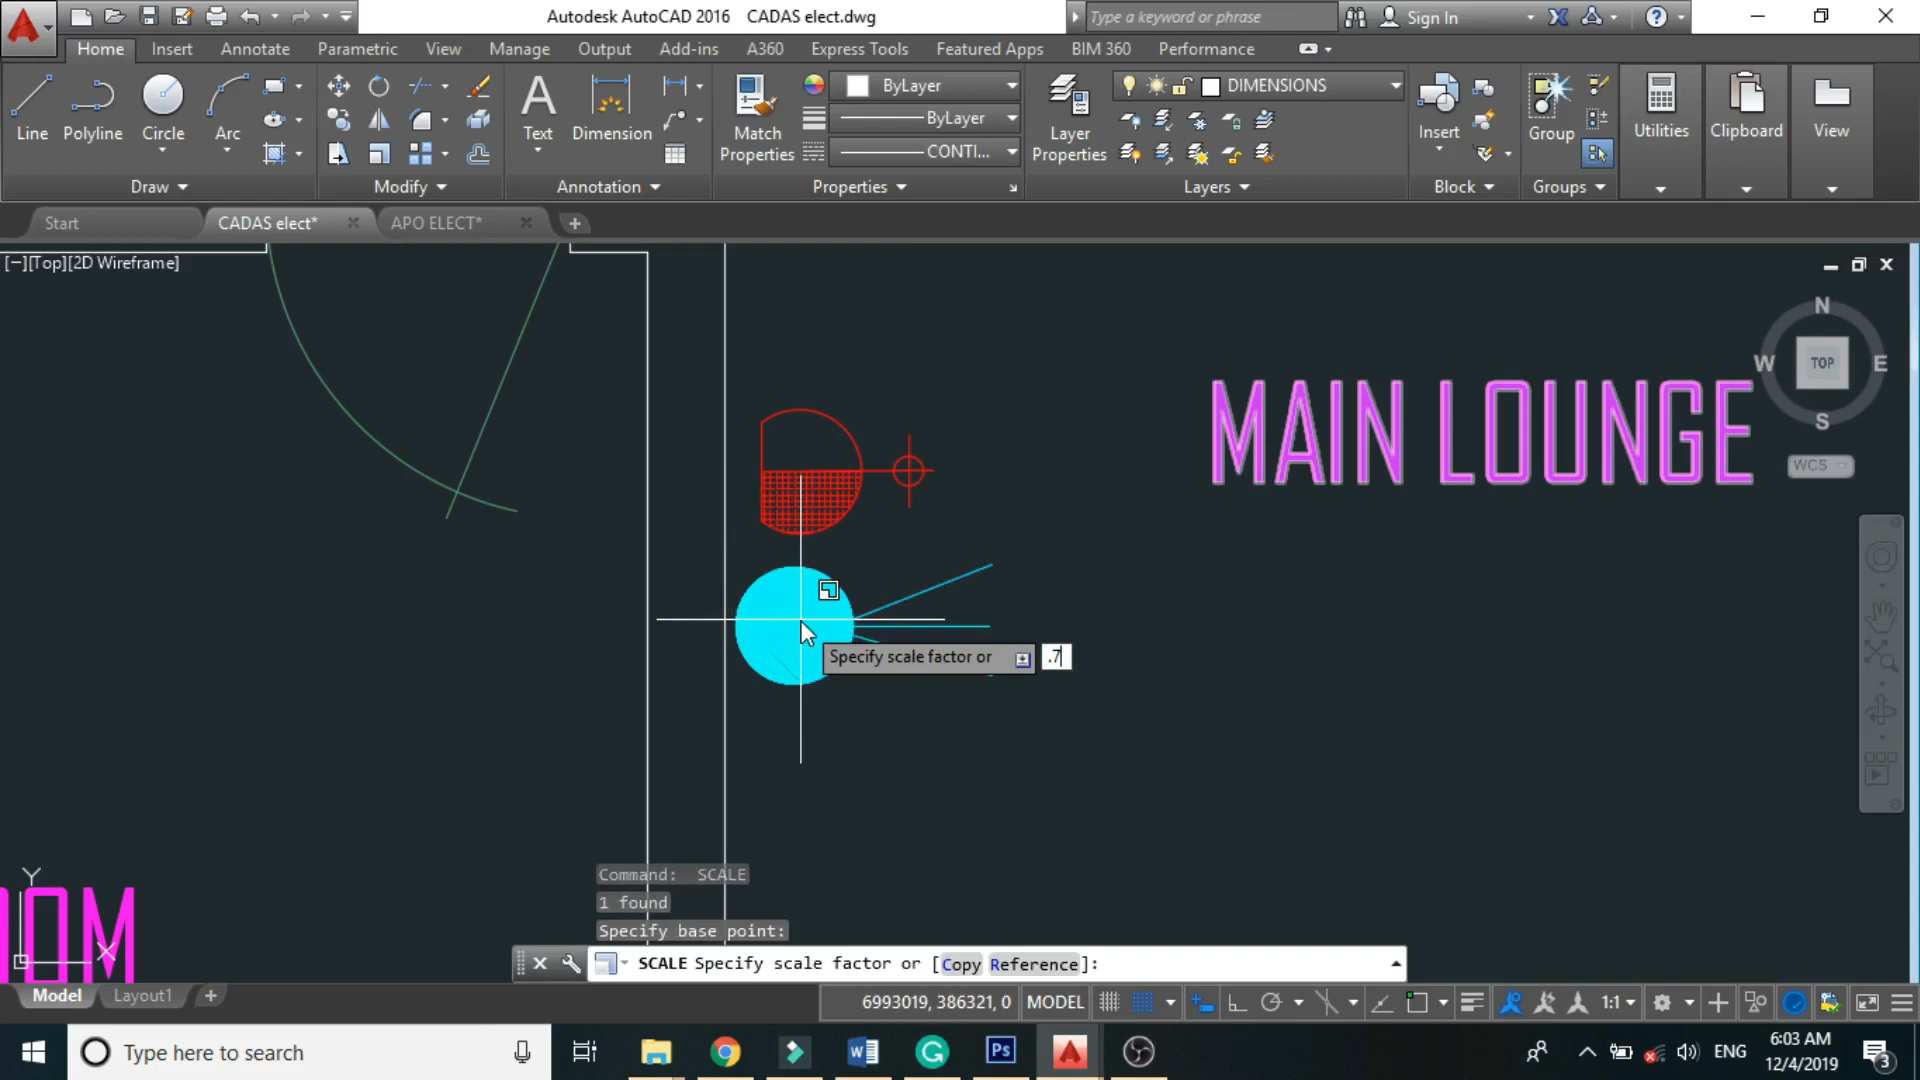 Autodesk AutoCAD 2016 CADAS elect.dwg
Type a keyword or phrase
Sign In
Home Insert Annotate Parametric View Manage Output Add-ins A360 Express Tools Featured Apps BIM 360 Performance
Line Polyline Circle Arc
Text Dimension
Match Properties
ByLayer
ByLayer
CONTI...
Layer Properties
DIMENSIONS
Insert
Group
Utilities
Clipboard
View
Draw Modify Annotation Properties Layers Block Groups
Start CADAS elect* APO ELECT*
[−][Top][2D Wireframe]
N
W TOP E
S
WCS
MAIN LOUNGE
Specify scale factor or .7
OOM
Y
X
Command: SCALE
1 found
Specify base point:
SCALE Specify scale factor or [Copy Reference]:
Model Layout1
6993019, 386321, 0 MODEL 1:1
Type here to search
Ps
ENG
6:03 AM
12/4/2019
3